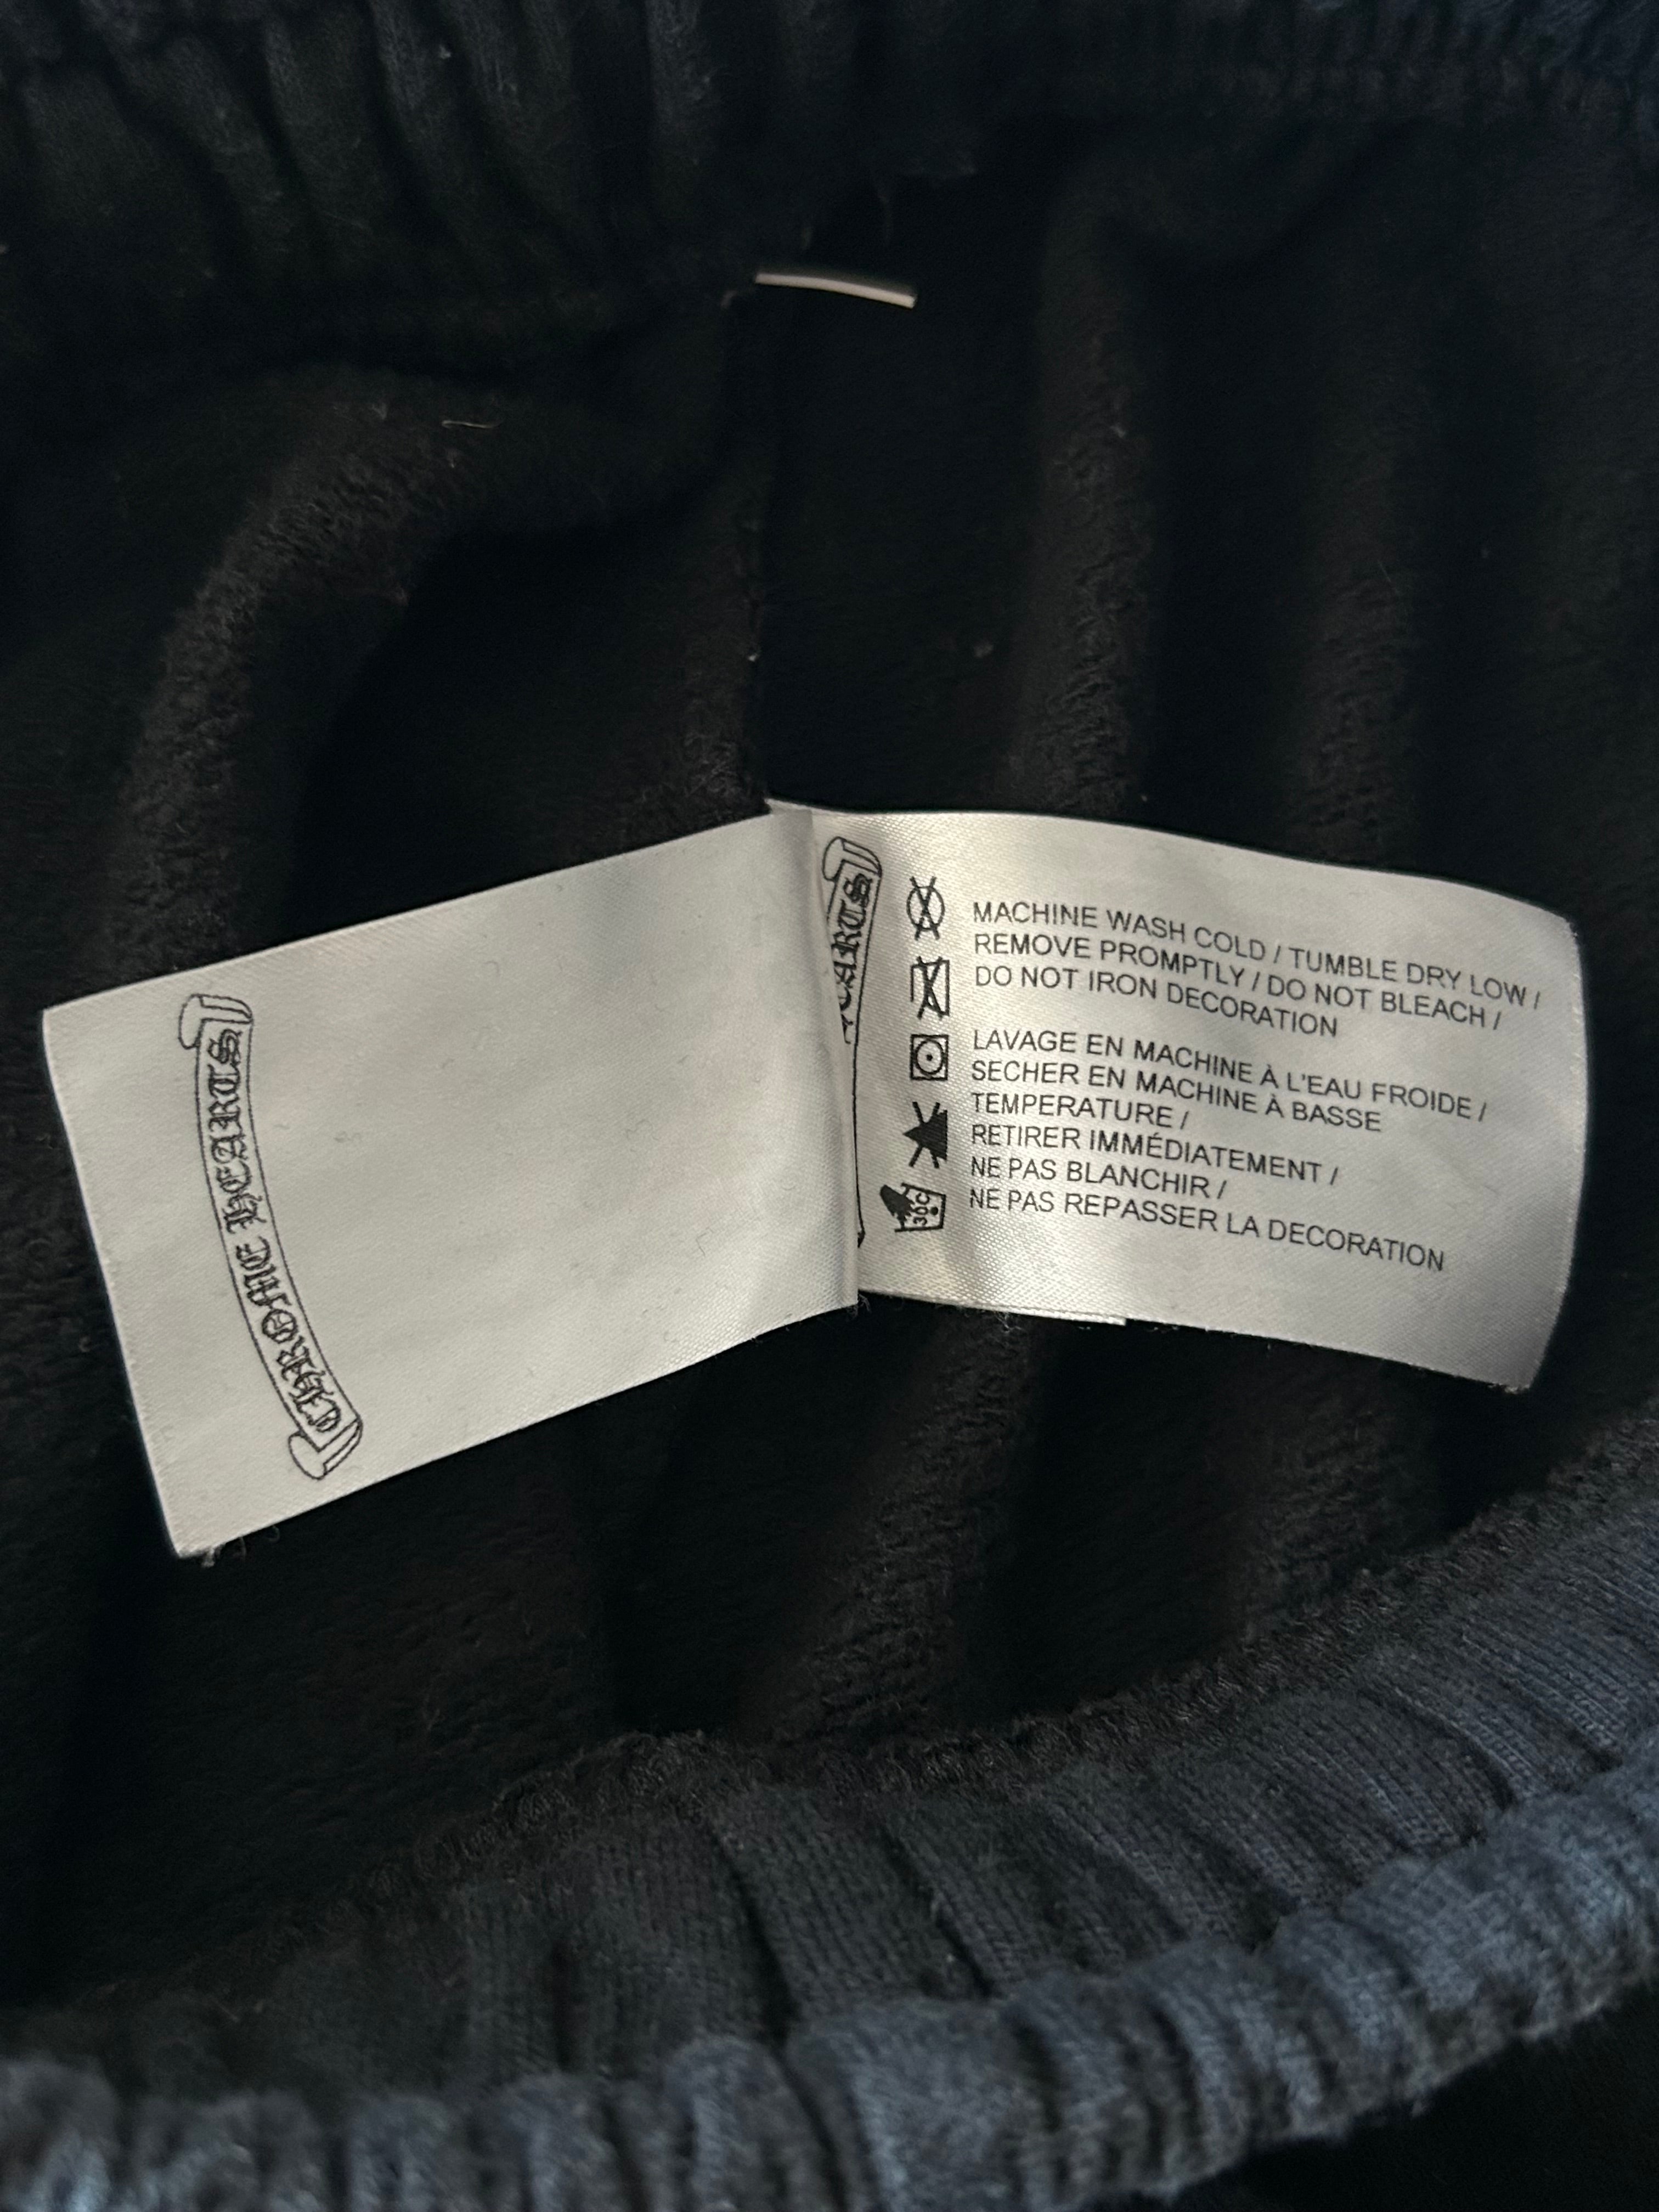 CHROME HEARTS
MACHINE WASH COLD / TUMBLE DRY LOW /
REMOVE PROMPTLY / DO NOT BLEACH /
DO NOT IRON DECORATION
LAVAGE EN MACHINE À L'EAU FROIDE /
SECHER EN MACHINE À BASSE
TEMPERATURE /
RETIRER IMMÉDIATEMENT /
NE PAS BLANCHIR /
NE PAS REPASSER LA DECORATION
30C